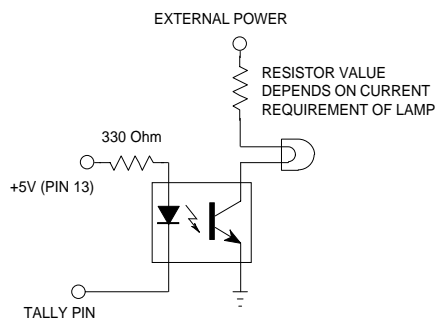 EXTERNAL POWER
RESISTOR VALUE
DEPENDS ON CURRENT
REQUIREMENT OF LAMP
330 Ohm
+5V (PIN 13)
TALLY PIN